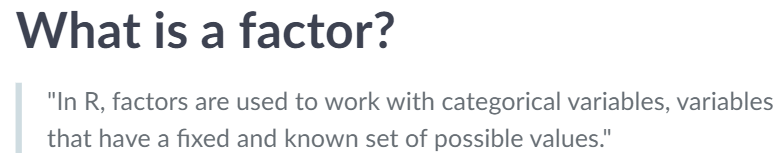 What is a factor?
"In R, factors are used to work with categorical variables, variables
that have a fixed and known set of possible values."